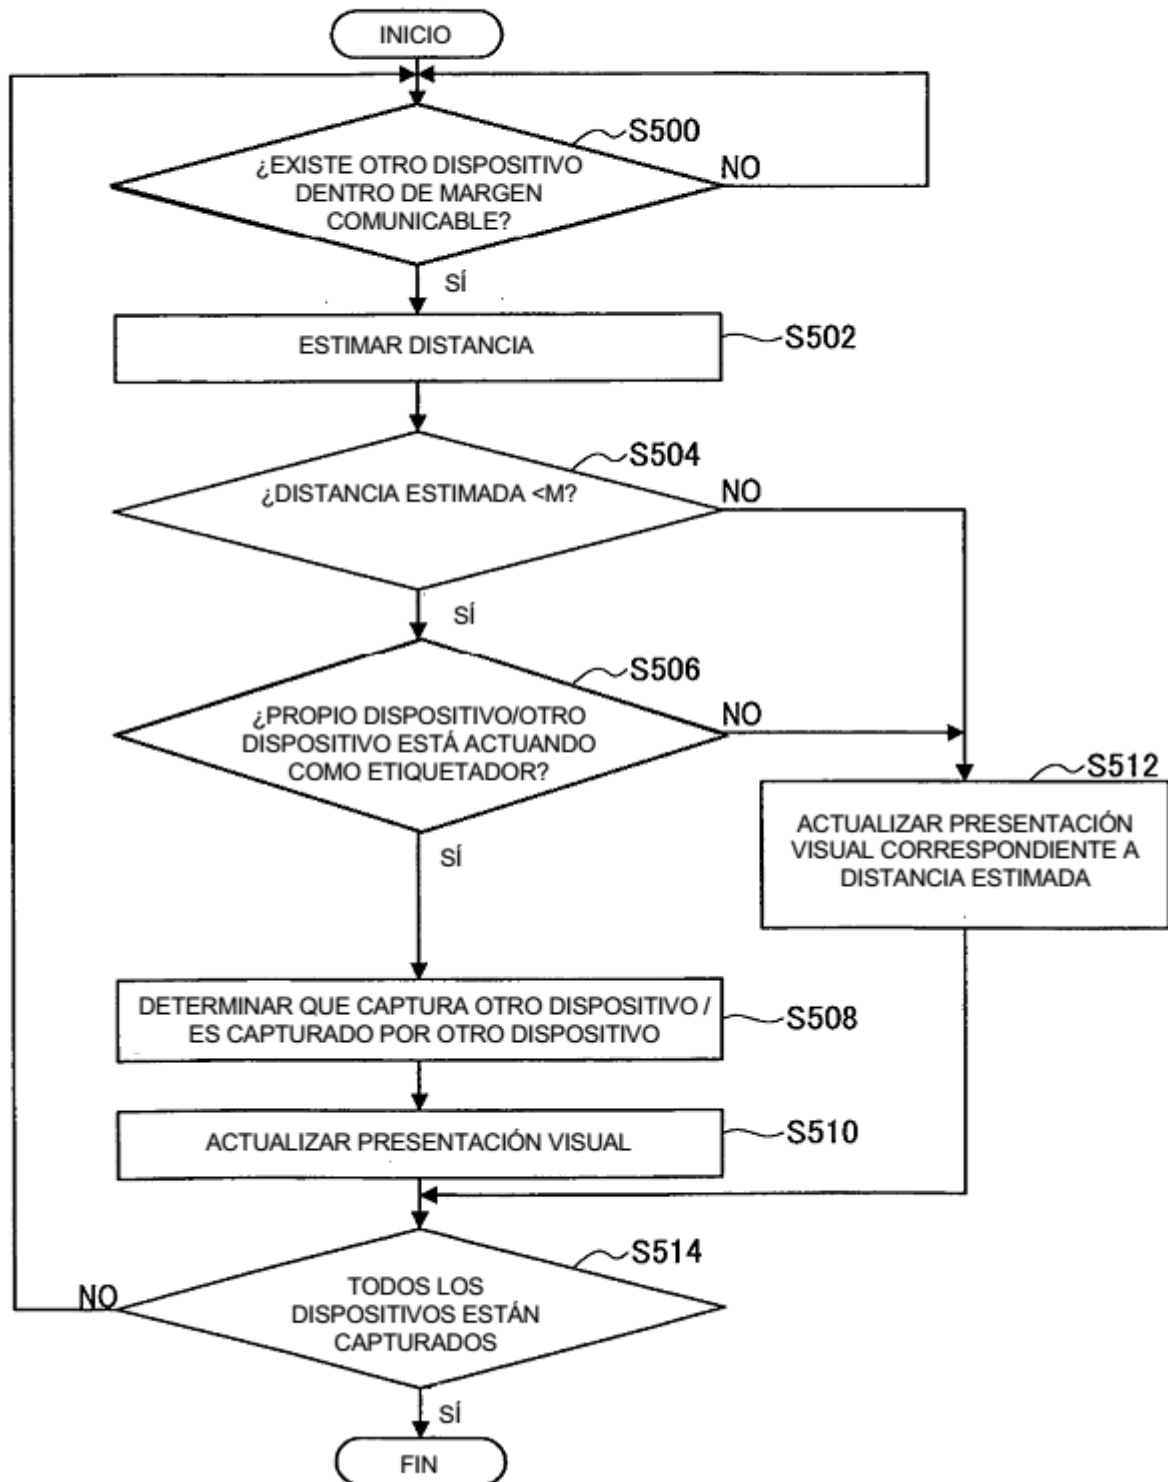 INICIO
S500
¿EXISTE OTRO DISPOSITIVO
DENTRO DE MARGEN
COMUNICABLE?
NO
SÍ
ESTIMAR DISTANCIA
S502
S504
¿DISTANCIA ESTIMADA <M?
NO
SÍ
S506
¿PROPIO DISPOSITIVO/OTRO
DISPOSITIVO ESTÁ ACTUANDO
COMO ETIQUETADOR?
NO
SÍ
S512
ACTUALIZAR PRESENTACIÓN
VISUAL CORRESPONDIENTE A
DISTANCIA ESTIMADA
DETERMINAR QUE CAPTURA OTRO DISPOSITIVO /
ES CAPTURADO POR OTRO DISPOSITIVO
S508
ACTUALIZAR PRESENTACIÓN VISUAL
S510
S514
TODOS LOS
DISPOSITIVOS ESTÁN
CAPTURADOS
NO
SÍ
FIN